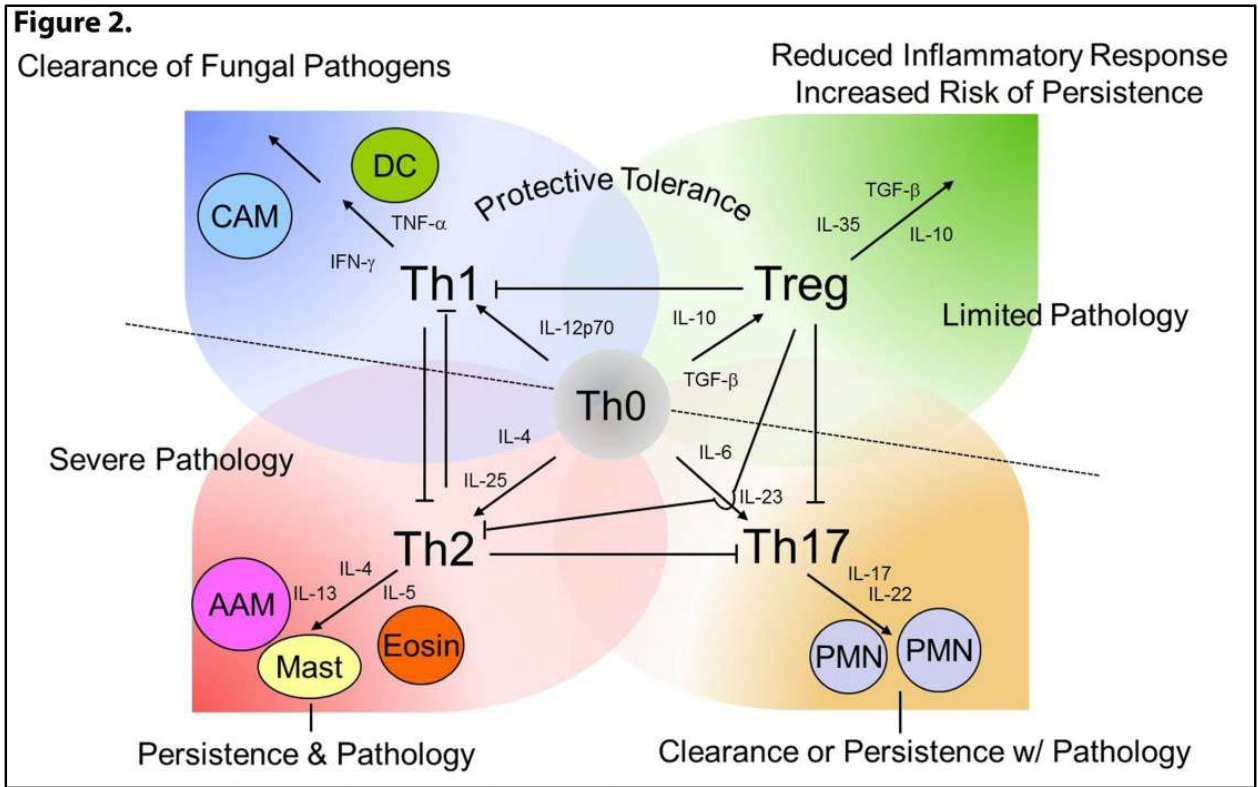 Figure 2.
Clearance of Fungal Pathogens
Reduced Inflammatory Response
Increased Risk of Persistence
DC
CAM
TNF-α
IFN-γ
Th1
Protective Tolerance
TGF-β
IL-35
IL-10
Treg
Limited Pathology
IL-12p70
IL-10
TGF-β
Th0
Severe Pathology
IL-4
IL-25
IL-6
IL-23
Th2
Th17
IL-4
IL-13
IL-5
AAM
Mast
Eosin
IL-17
IL-22
PMN
PMN
Persistence & Pathology
Clearance or Persistence w/ Pathology